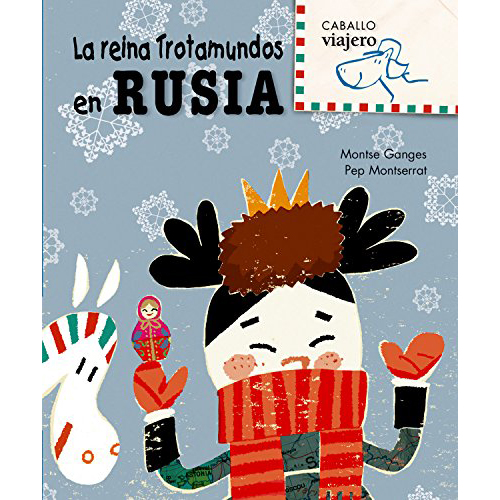 La reina Trotamundos
en RUSIA
CABALLO
viajero
Montse Ganges
Pep Montserrat